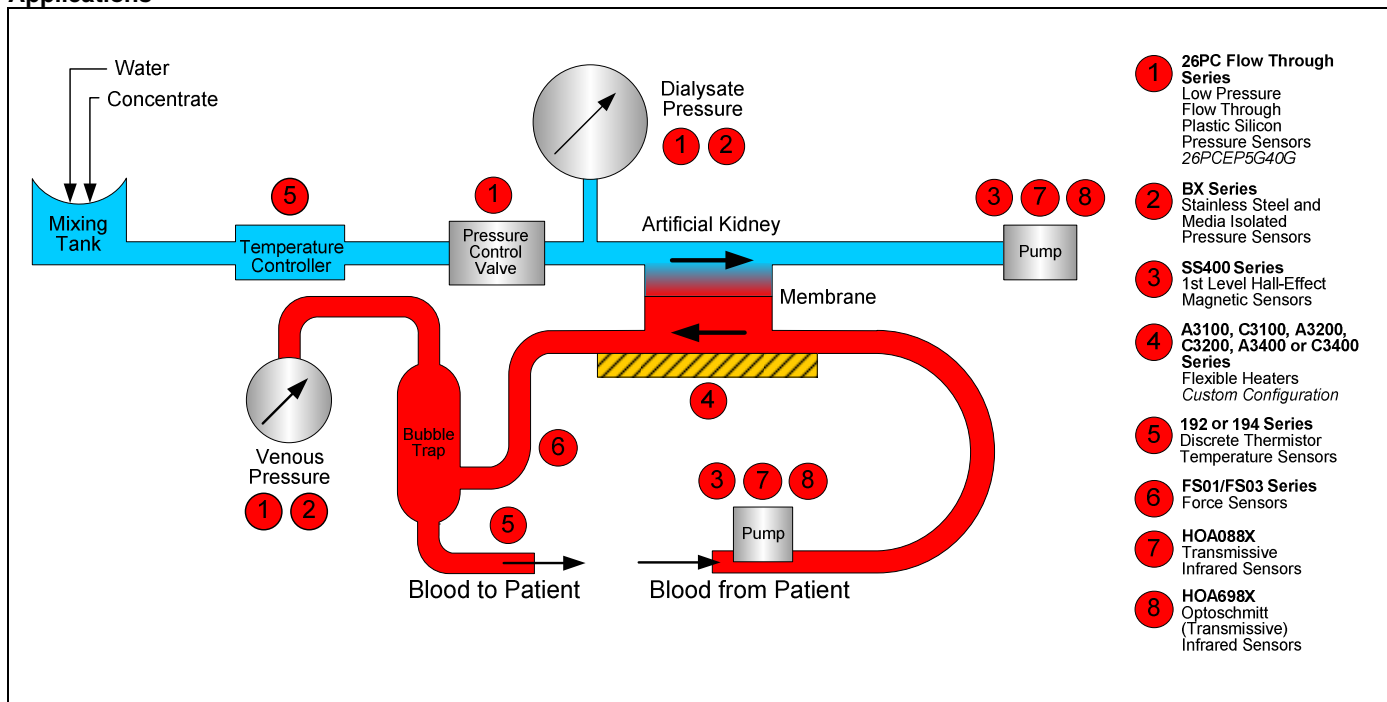 Applications
Water
Concentrate
Mixing
Tank
5
Temperature
Controller
1
Pressure
Control
Valve
Dialysate
Pressure
1 2
Artificial Kidney
3 7 8
Pump
Membrane
4
Venous
Pressure
1 2
Bubble
Trap
6
5
Blood to Patient
3 7 8
Pump
Blood from Patient
1
26PC Flow Through
Series
Low Pressure
Flow Through
Plastic Silicon
Pressure Sensors
26PCEP5G40G
2
BX Series
Stainless Steel and
Media Isolated
Pressure Sensors
3
SS400 Series
1st Level Hall-Effect
Magnetic Sensors
4
A3100, C3100, A3200,
C3200, A3400 or C3400
Series
Flexible Heaters
Custom Configuration
5
192 or 194 Series
Discrete Thermistor
Temperature Sensors
6
FS01/FS03 Series
Force Sensors
7
HOA088X
Transmissive
Infrared Sensors
8
HOA698X
Optoschmitt
(Transmissive)
Infrared Sensors